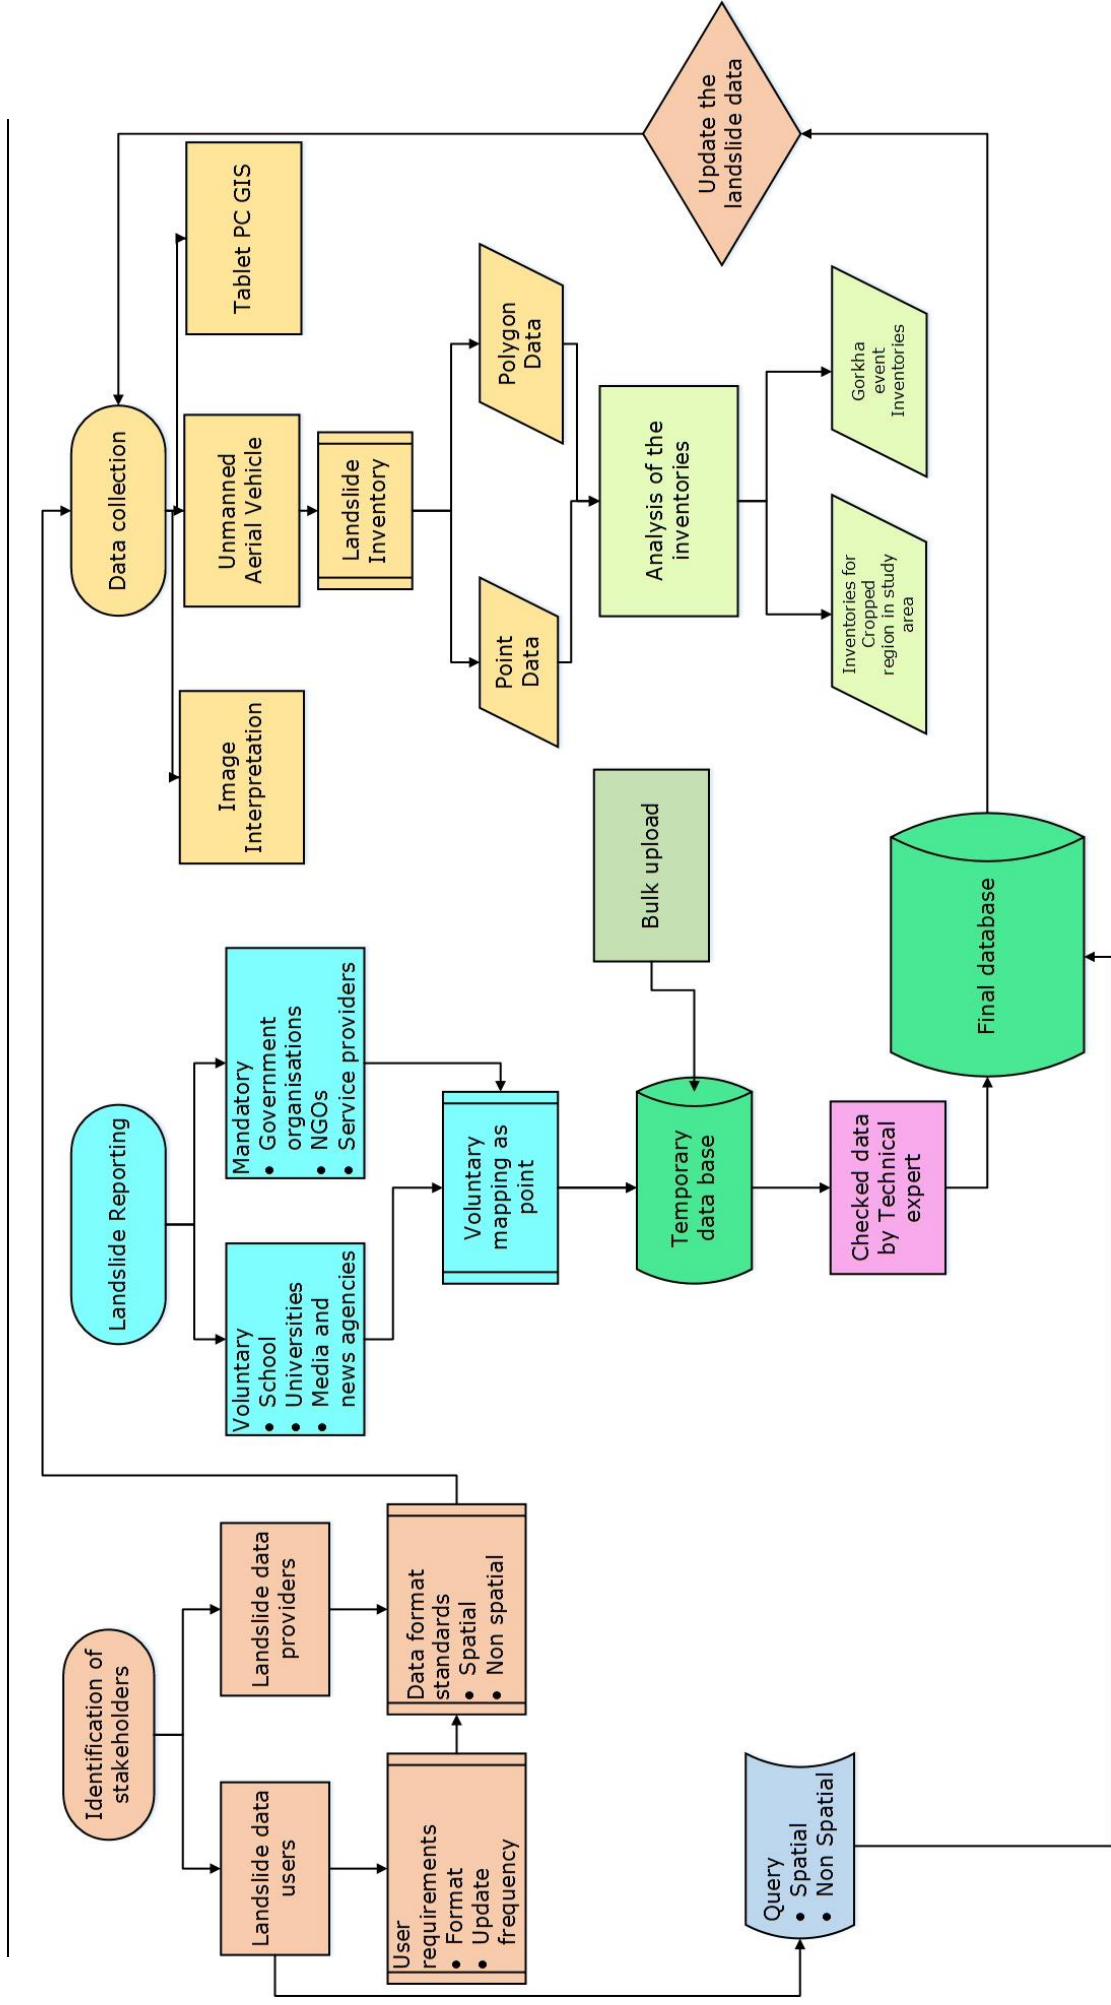 Identification of
stakeholders
Landslide data
users
Landslide data
providers
User
requirements
• Format
• Update
frequency
Data format
standards
• Spatial
• Non spatial
Query
• Spatial
• Non Spatial
Landslide Reporting
Voluntary
• School
• Universities
• Media and
news agencies
Mandatory
• Government
organisations
• NGOs
• Service providers
Voluntary
mapping as
point
Temporary
data base
Bulk upload
Checked data
by Technical
expert
Final database
Data collection
Image
Interpretation
Unmanned
Aerial Vehicle
Tablet PC GIS
Landslide
Inventory
Point
Data
Polygon
Data
Analysis of the
inventories
Inventories for
Cropped
region in study
area
Gorkha
event
Inventories
Update the
landslide data